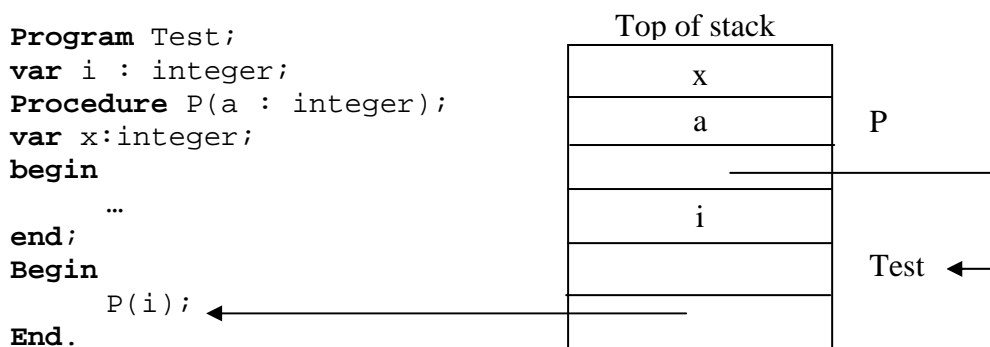 Program Test;
var i : integer;
Procedure P(a : integer);
var x:integer;
begin
…
end;
Begin
P(i);
End.
Top of stack
x
a
P
i
Test